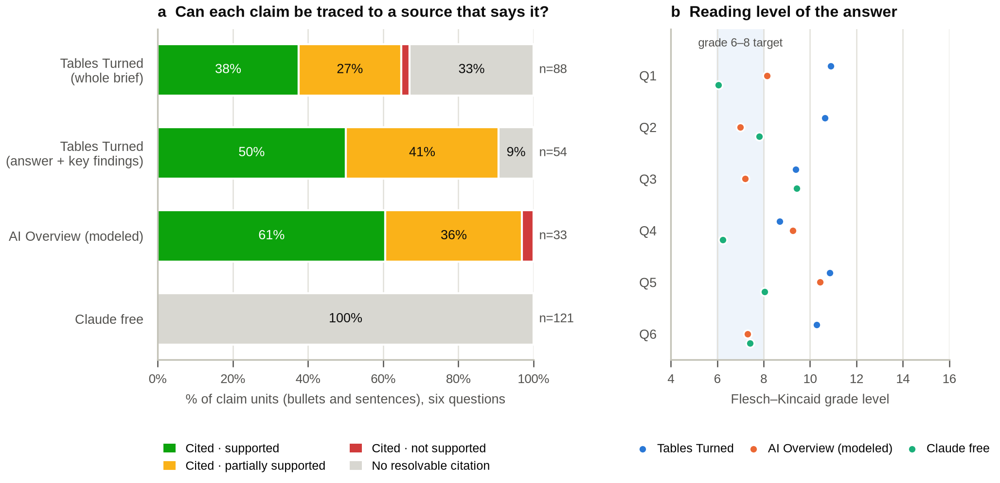 a  Can each claim be traced to a source that says it?
Tables Turned
(whole brief)
38%
27%
33%
n=88
Tables Turned
(answer + key findings)
50%
41%
9%
n=54
AI Overview (modeled)
61%
36%
n=33
Claude free
100%
n=121
0%
20%
40%
60%
80%
100%
% of claim units (bullets and sentences), six questions
Cited · supported
Cited · partially supported
Cited · not supported
No resolvable citation
b  Reading level of the answer
grade 6–8 target
Q1
Q2
Q3
Q4
Q5
Q6
4
6
8
10
12
14
16
Flesch–Kincaid grade level
Tables Turned
AI Overview (modeled)
Claude free